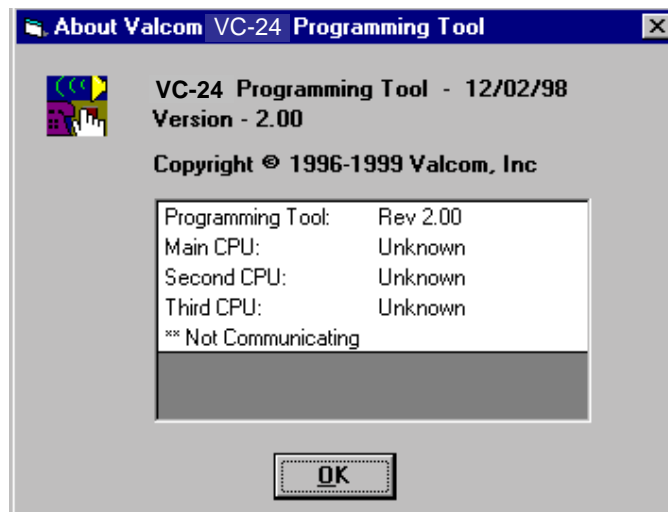 About Valcom VC-24 Programming Tool
VC-24 Programming Tool - 12/02/98
Version - 2.00
Copyright © 1996-1999 Valcom, Inc
Programming Tool: Rev 2.00
Main CPU: Unknown
Second CPU: Unknown
Third CPU: Unknown
** Not Communicating
OK